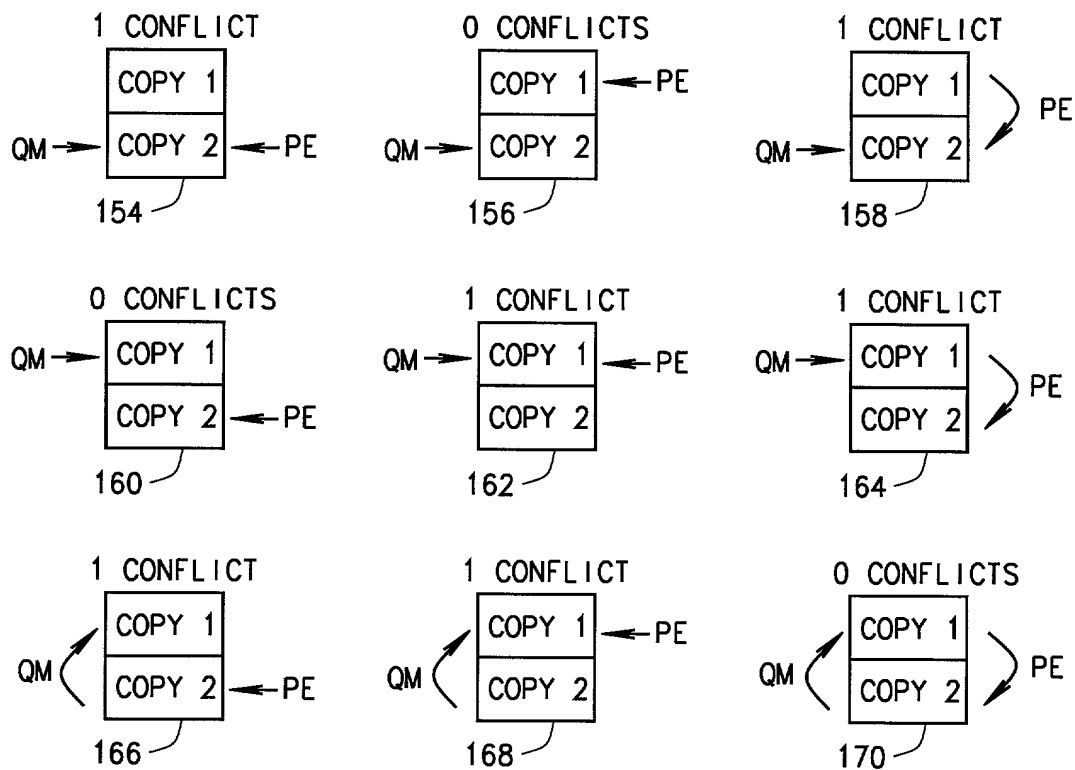 1 CONFLICT
COPY 1
QM
COPY 2
PE
154
0 CONFLICTS
COPY 1
PE
QM
COPY 2
156
1 CONFLICT
COPY 1
PE
QM
COPY 2
158
0 CONFLICTS
QM
COPY 1
COPY 2
PE
160
1 CONFLICT
QM
COPY 1
PE
COPY 2
162
1 CONFLICT
QM
COPY 1
PE
COPY 2
164
1 CONFLICT
COPY 1
QM
COPY 2
PE
166
1 CONFLICT
COPY 1
PE
QM
COPY 2
168
0 CONFLICTS
COPY 1
QM
PE
COPY 2
170